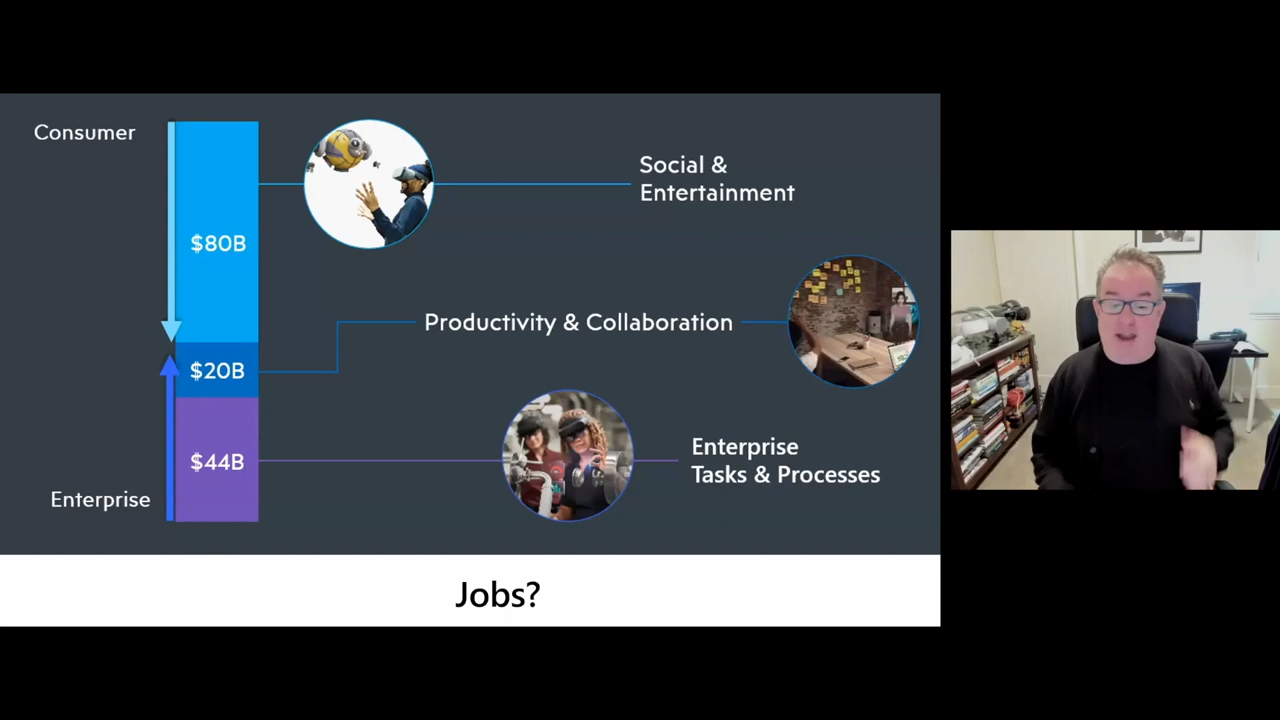 Consumer
$80B
Social &
Entertainment
Productivity & Collaboration
$20B
$44B
Enterprise
Tasks & Processes
Enterprise
Jobs?